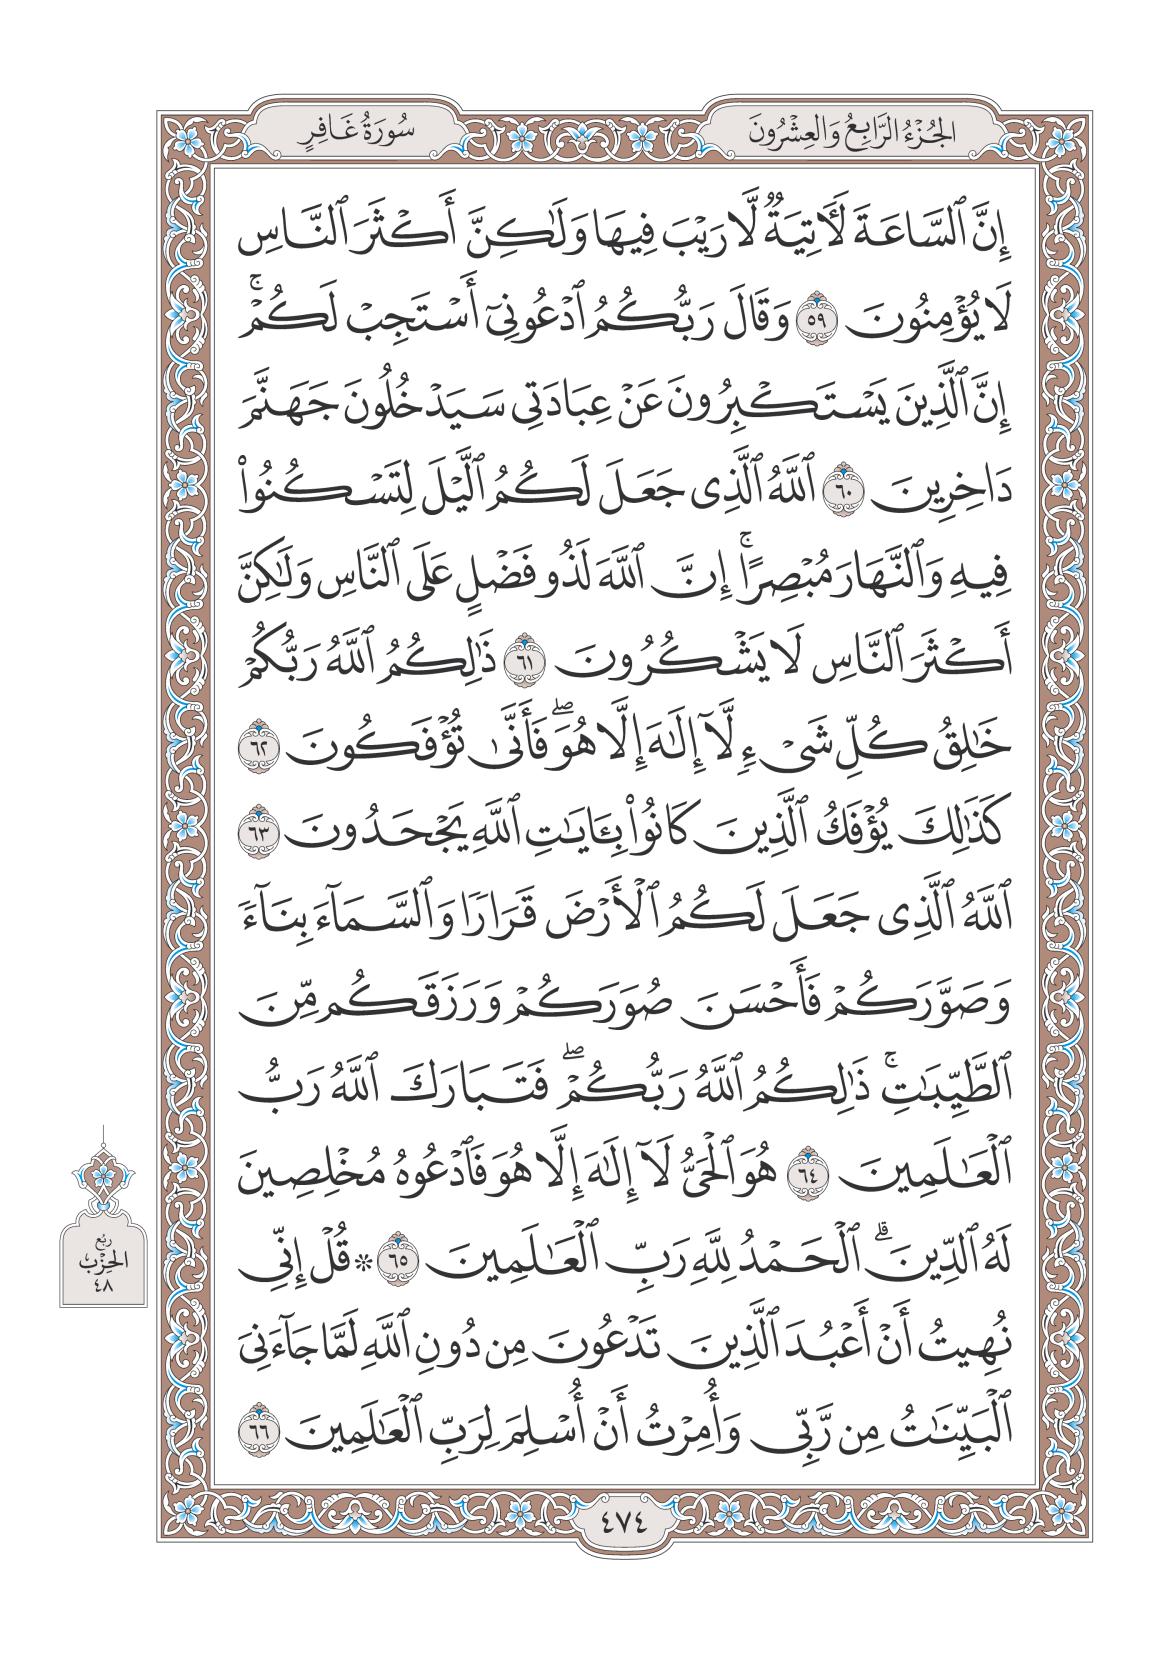 الجُزْءُ الرَّابِعُ وَالعِشْرُونَ
سُورَةُ غَافِرٍ
إِنَّ ٱلسَّاعَةَ لَأٓتِيَةٞ لَّا رَيۡبَ فِيهَا وَلَٰكِنَّ أَكۡثَرَ ٱلنَّاسِ
لَا يُؤۡمِنُونَ ٥٩ وَقَالَ رَبُّكُمُ ٱدۡعُونِيٓ أَسۡتَجِبۡ لَكُمۡۚ
إِنَّ ٱلَّذِينَ يَسۡتَكۡبِرُونَ عَنۡ عِبَادَتِي سَيَدۡخُلُونَ جَهَنَّمَ
دَاخِرِينَ ٦٠ ٱللَّهُ ٱلَّذِي جَعَلَ لَكُمُ ٱلَّيۡلَ لِتَسۡكُنُواْ
فِيهِ وَٱلنَّهَارَ مُبۡصِرًاۚ إِنَّ ٱللَّهَ لَذُو فَضۡلٍ عَلَى ٱلنَّاسِ وَلَٰكِنَّ
أَكۡثَرَ ٱلنَّاسِ لَا يَشۡكُرُونَ ٦١ ذَٰلِكُمُ ٱللَّهُ رَبُّكُمۡ
خَٰلِقُ كُلِّ شَيۡءٖ لَّآ إِلَٰهَ إِلَّا هُوَۖ فَأَنَّىٰ تُؤۡفَكُونَ ٦٢
كَذَٰلِكَ يُؤۡفَكُ ٱلَّذِينَ كَانُواْ بِـَٔايَٰتِ ٱللَّهِ يَجۡحَدُونَ ٦٣
ٱللَّهُ ٱلَّذِي جَعَلَ لَكُمُ ٱلۡأَرۡضَ قَرَارٗا وَٱلسَّمَآءَ بِنَآءٗ
وَصَوَّرَكُمۡ فَأَحۡسَنَ صُوَرَكُمۡ وَرَزَقَكُم مِّنَ
ٱلطَّيِّبَٰتِۚ ذَٰلِكُمُ ٱللَّهُ رَبُّكُمۡۖ فَتَبَارَكَ ٱللَّهُ رَبُّ
ٱلۡعَٰلَمِينَ ٦٤ هُوَ ٱلۡحَيُّ لَآ إِلَٰهَ إِلَّا هُوَ فَٱدۡعُوهُ مُخۡلِصِينَ
لَهُ ٱلدِّينَۗ ٱلۡحَمۡدُ لِلَّهِ رَبِّ ٱلۡعَٰلَمِينَ ٦٥ ۞ قُلۡ إِنِّي
نُهِيتُ أَنۡ أَعۡبُدَ ٱلَّذِينَ تَدۡعُونَ مِن دُونِ ٱللَّهِ لَمَّا جَآءَنِيَ
ٱلۡبَيِّنَٰتُ مِن رَّبِّي وَأُمِرۡتُ أَنۡ أُسۡلِمَ لِرَبِّ ٱلۡعَٰلَمِينَ ٦٦
رُبْع
الحِزْب
٤٨
٤٧٤